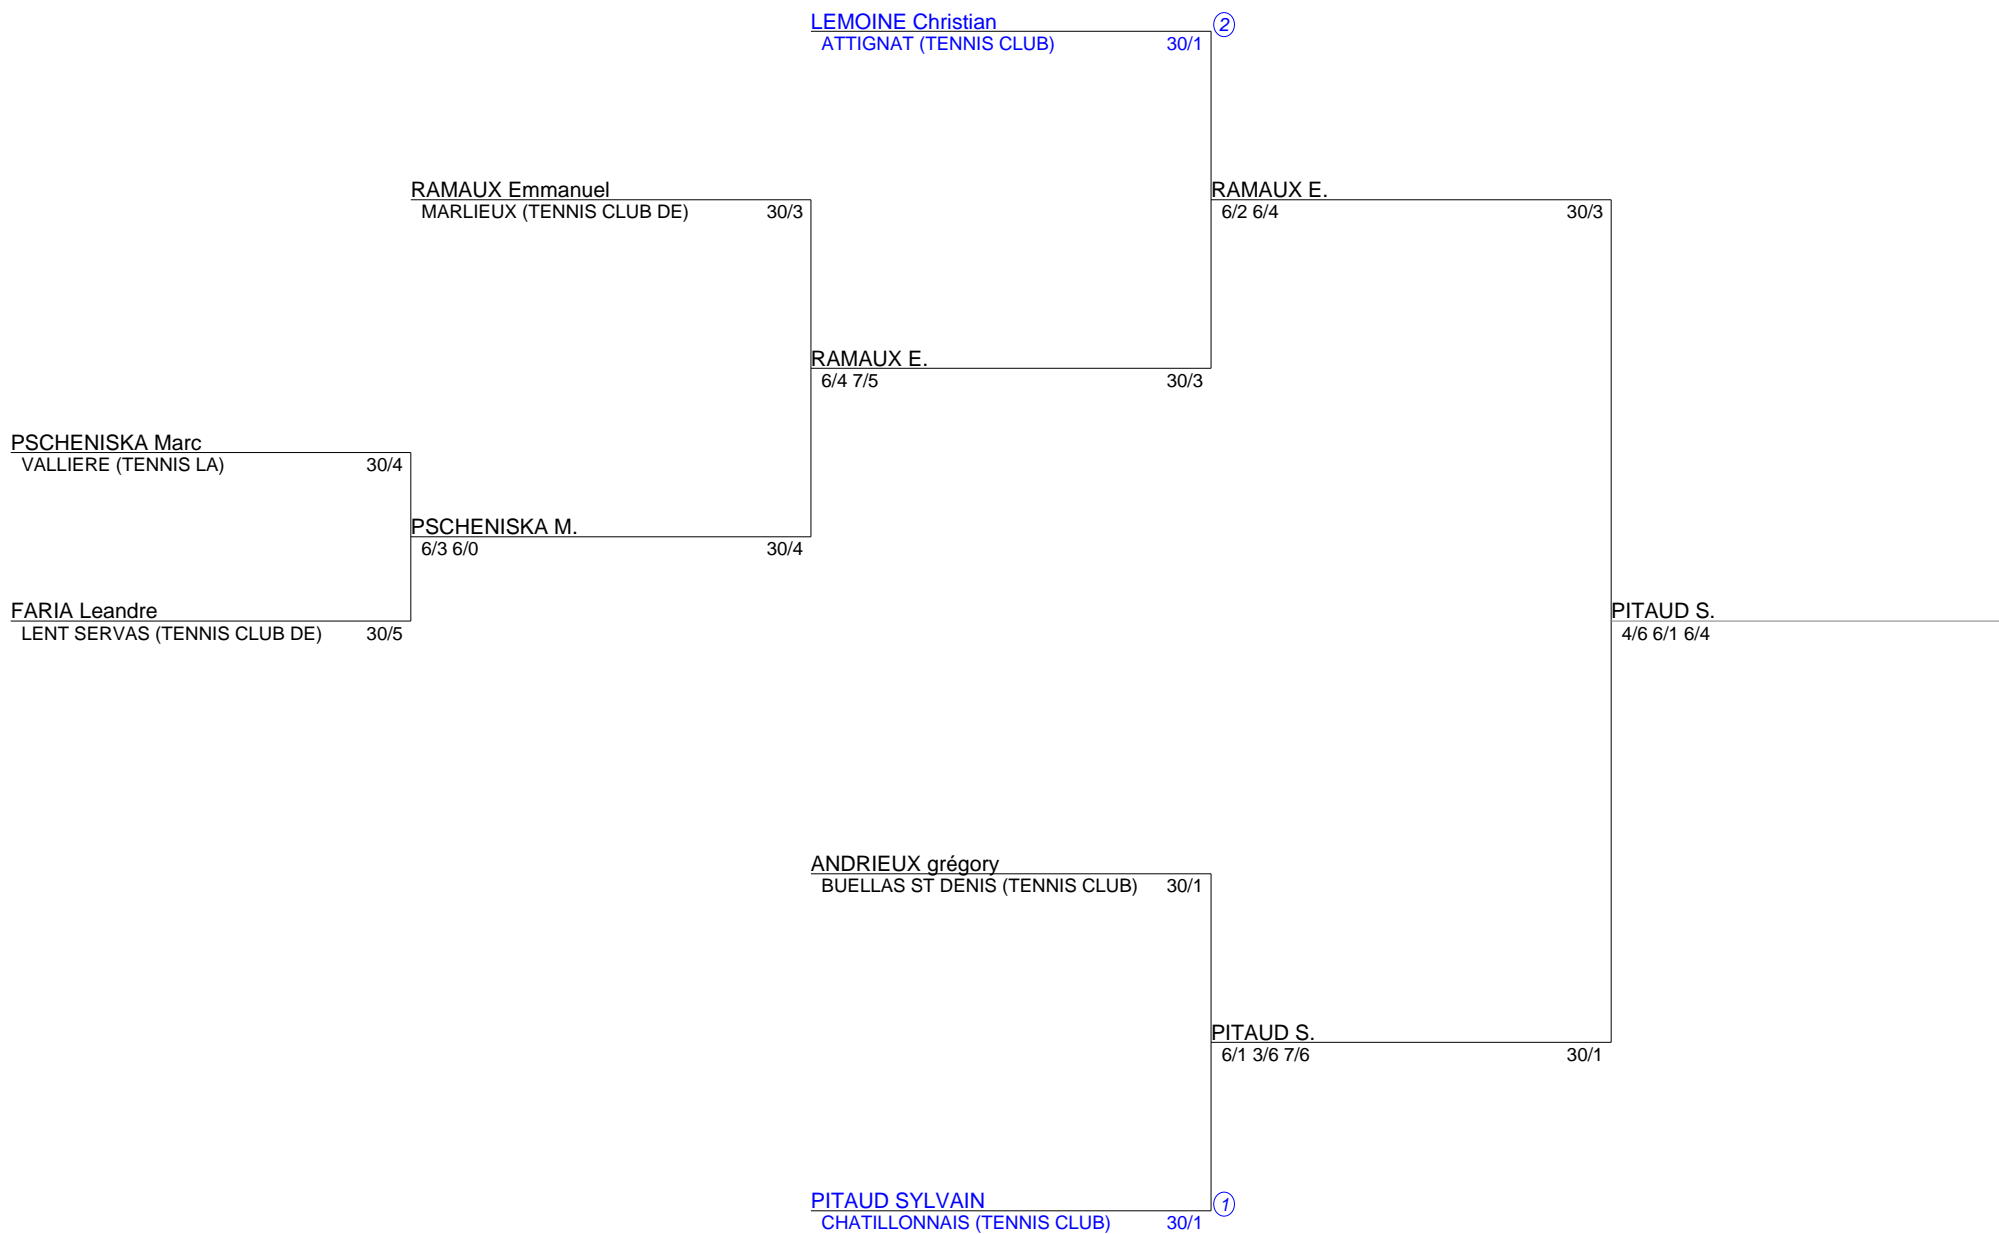 LEMOINE Christian
②
ATTIGNAT (TENNIS CLUB) 30/1
RAMAUX Emmanuel
MARLIEUX (TENNIS CLUB DE) 30/3
RAMAUX E.
6/2 6/4 30/3
RAMAUX E.
6/4 7/5 30/3
PSCHENISKA Marc
VALLIERE (TENNIS LA) 30/4
PSCHENISKA M.
6/3 6/0 30/4
FARIA Leandre
LENT SERVAS (TENNIS CLUB DE) 30/5
PITAUD S.
4/6 6/1 6/4
ANDRIEUX grégory
BUELLAS ST DENIS (TENNIS CLUB) 30/1
PITAUD S.
6/1 3/6 7/6 30/1
PITAUD SYLVAIN
①
CHATILLONNAIS (TENNIS CLUB) 30/1